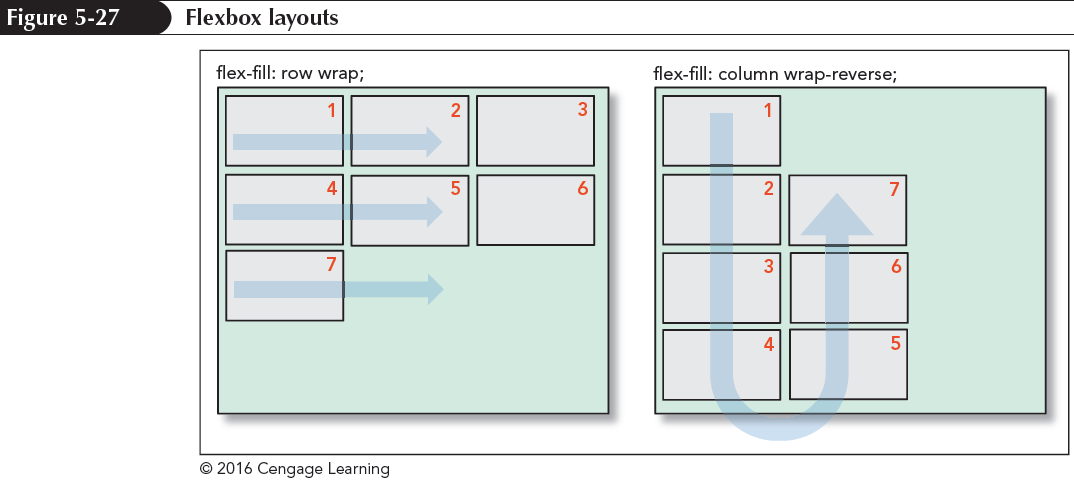 Figure 5-27 Flexbox layouts
flex-fill: row wrap;
1 2 3
4 5 6
7
flex-fill: column wrap-reverse;
1
2 7
3 6
4 5
© 2016 Cengage Learning